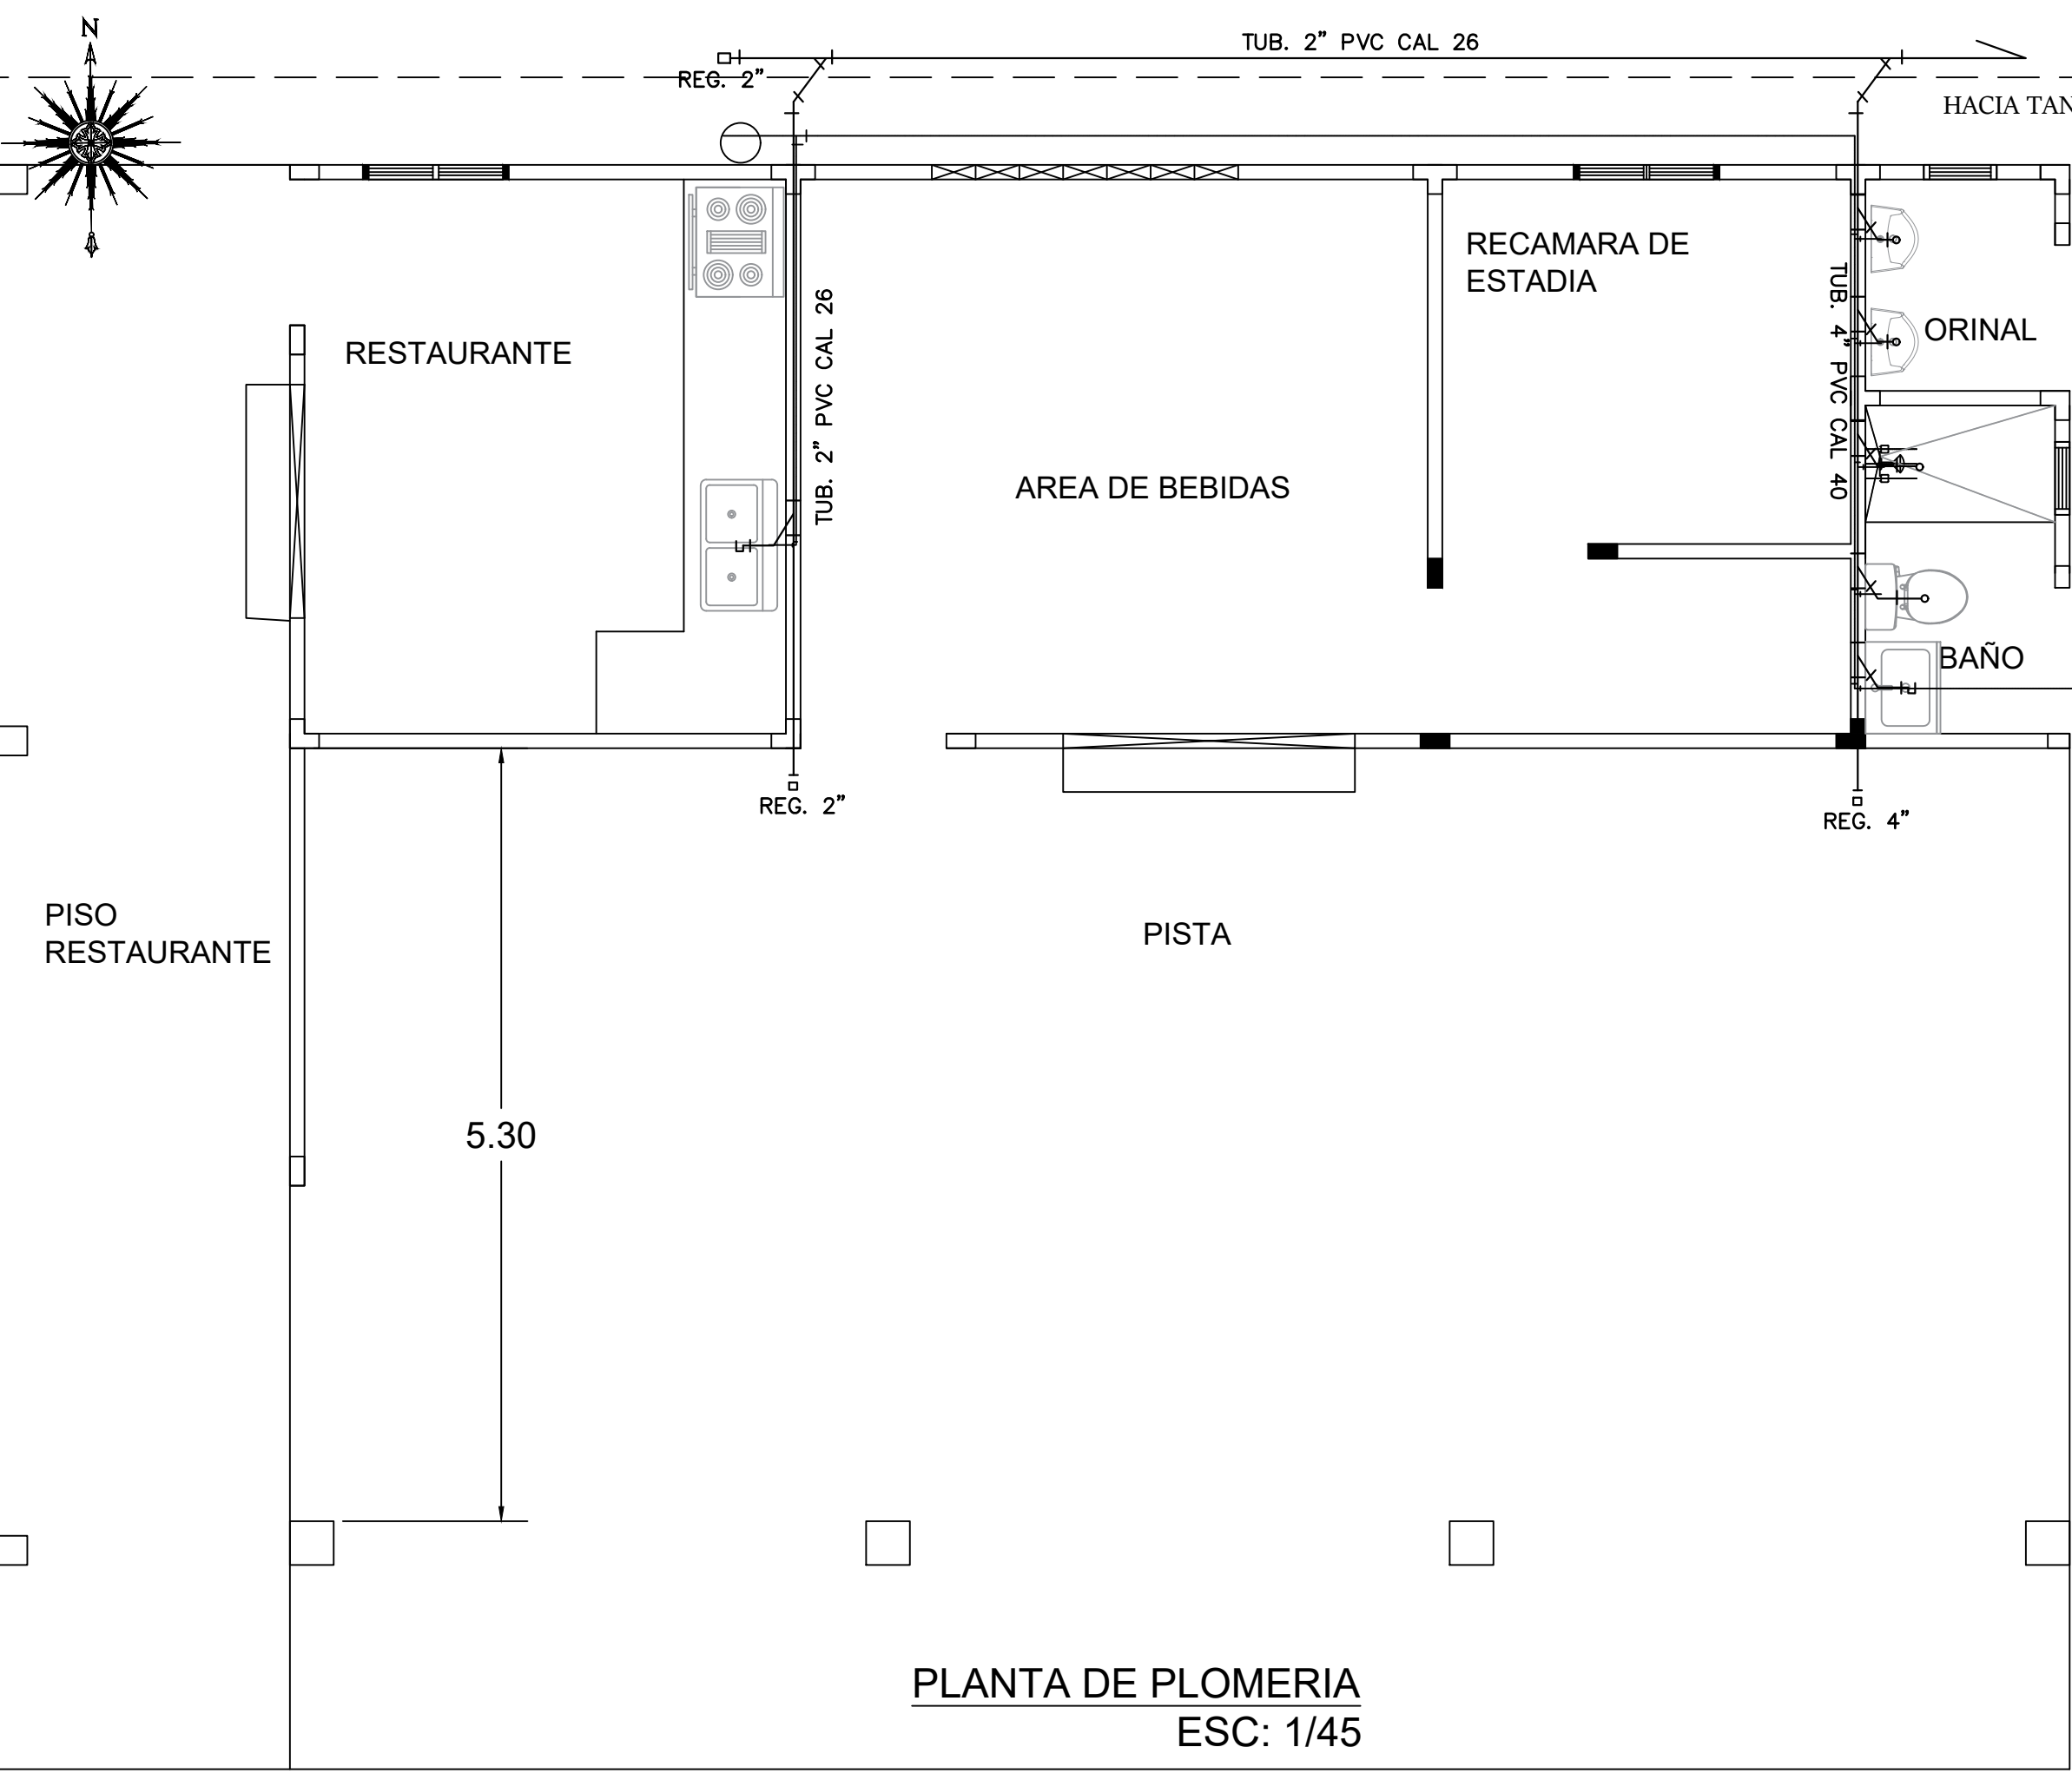 N
TUB. 2” PVC CAL 26
REG. 2”
HACIA TAN
RECAMARA DE
ESTADIA
TUB. 2” PVC CAL 26
TUB. 4” PVC CAL 40
ORINAL
RESTAURANTE
AREA DE BEBIDAS
BAÑO
REG. 2”
REG. 4”
PISO
RESTAURANTE
PISTA
5.30
PLANTA DE PLOMERIA
ESC: 1/45